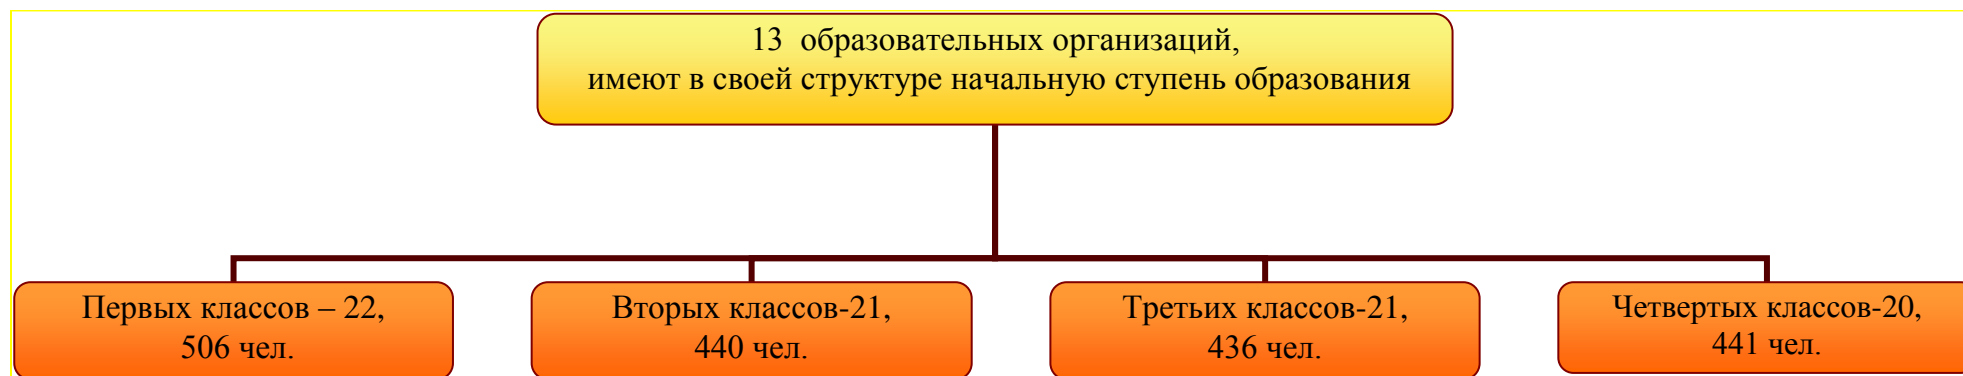 13 образовательных организаций,
имеют в своей структуре начальную ступень образования
Первых классов – 22,
506 чел.
Вторых классов-21,
440 чел.
Третьих классов-21,
436 чел.
Четвертых классов-20,
441 чел.